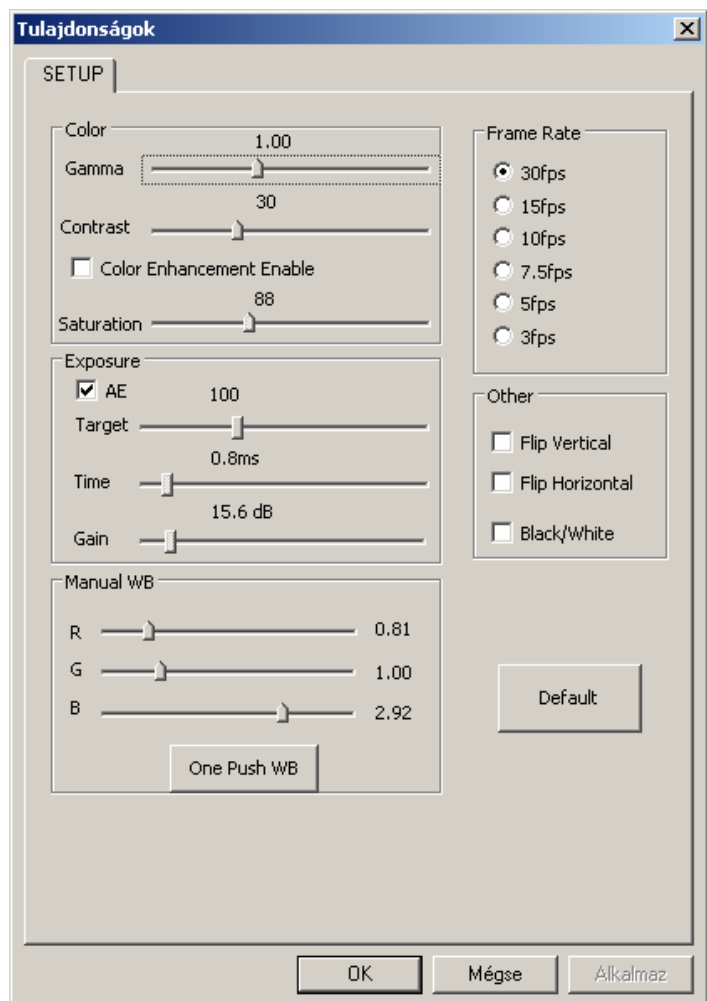 Tulajdonságok
SETUP
Color
1.00
Gamma
30
Contrast
Color Enhancement Enable
88
Saturation
Exposure
AE
100
Target
0.8ms
Time
15.6 dB
Gain
Manual WB
R 0.81
G 1.00
B 2.92
One Push WB
Frame Rate
30fps
15fps
10fps
7.5fps
5fps
3fps
Other
Flip Vertical
Flip Horizontal
Black/White
Default
OK
Mégse
Alkalmaz